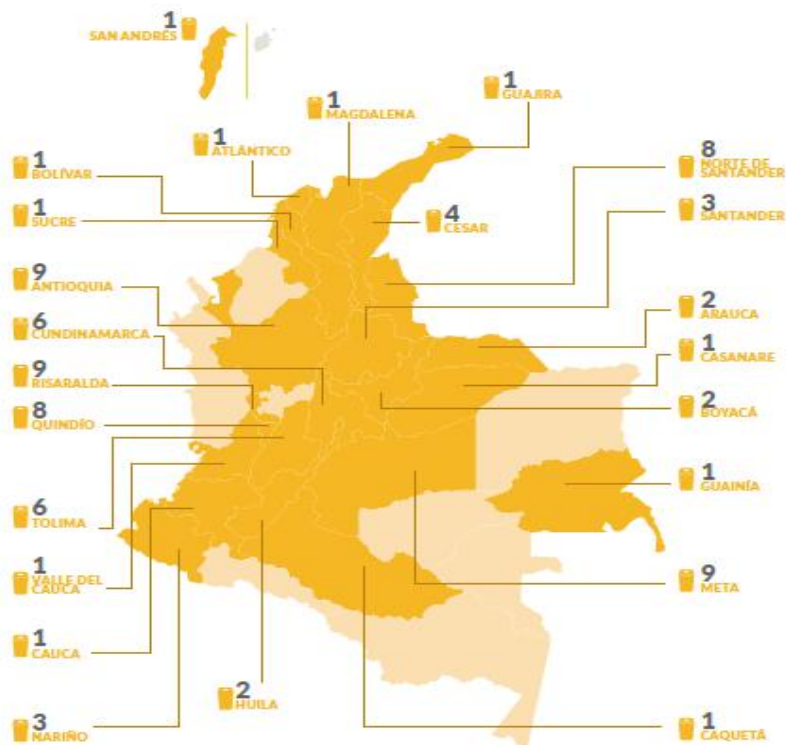 1
SAN ANDRÉS
1
GUAJIRA
1
MAGDALENA
1
ATLÁNTICO
8
NORTE DE
SANTANDER
1
BOLÍVAR
3
SANTANDER
1
SUCRE
4
CESAR
9
ANTIOQUIA
2
ARAUCA
6
CUNDINAMARCA
1
CASANARE
9
RISARALDA
2
BOYACÁ
8
QUINDÍO
1
GUAINÍA
6
TOLIMA
1
VALLE DEL
CAUCA
9
META
1
CAUCA
2
HUILA
3
NARIÑO
1
CAQUETÁ